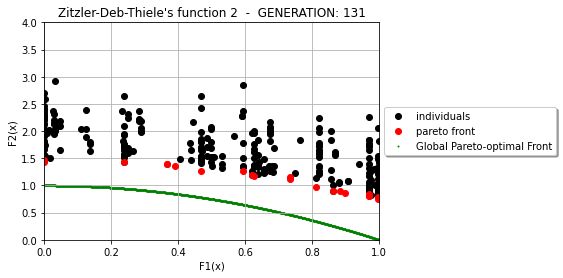 Zitzler-Deb-Thiele's function 2 - GENERATION: 131
4.0
3.5
3.0
2.5
2.0
1.5
1.0
0.5
0.0
F2(x)
0.0 0.2 0.4 0.6 0.8 1.0
F1(x)
individuals
pareto front
Global Pareto-optimal Front